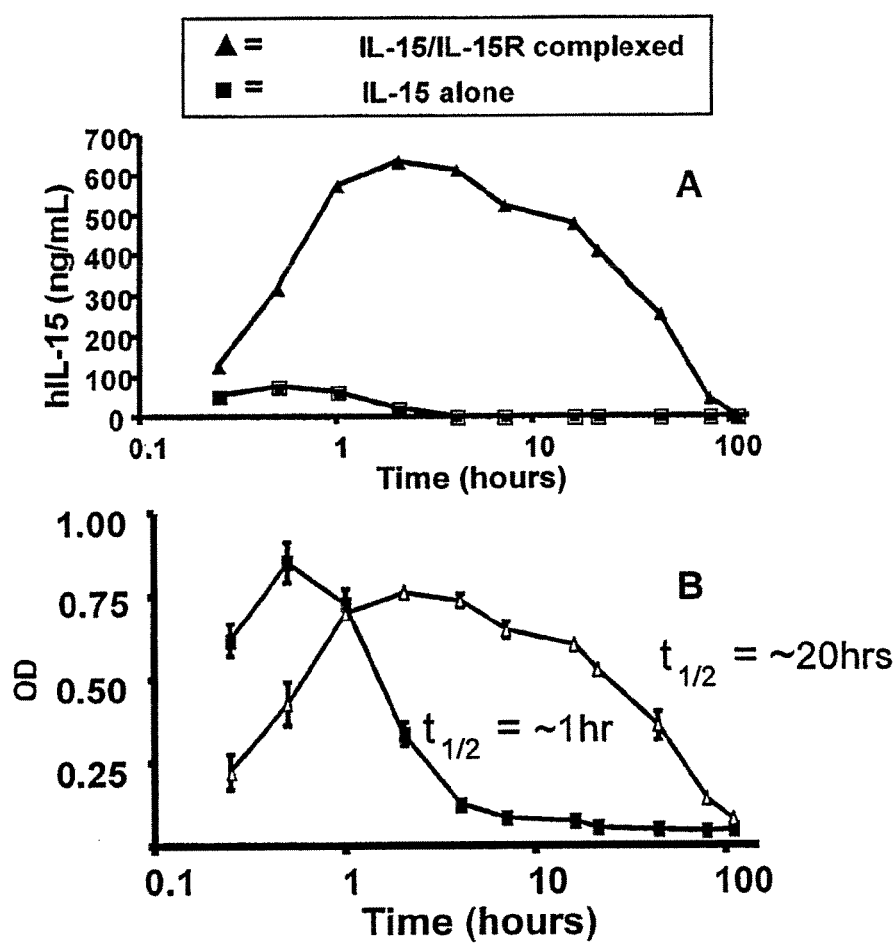 ▲ = IL-15/IL-15R complexed
■ = IL-15 alone
700
600
500
400
300
200
100
0
hIL-15 (ng/mL)
A
0.1 1 10 100
Time (hours)
1.00
0.75
0.50
0.25
OD
B
t1/2 = ~20hrs
t1/2 = ~1hr
0.1 1 10 100
Time (hours)